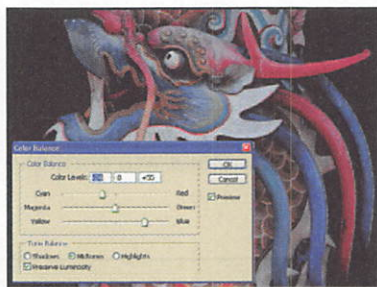 Color Balance
Color Balance
Color Levels: 0 +55
OK
Cancel
Preview
Cyan Red
Magenta Green
Yellow Blue
Tone Balance
Shadows Midtones Highlights
Preserve Luminosity